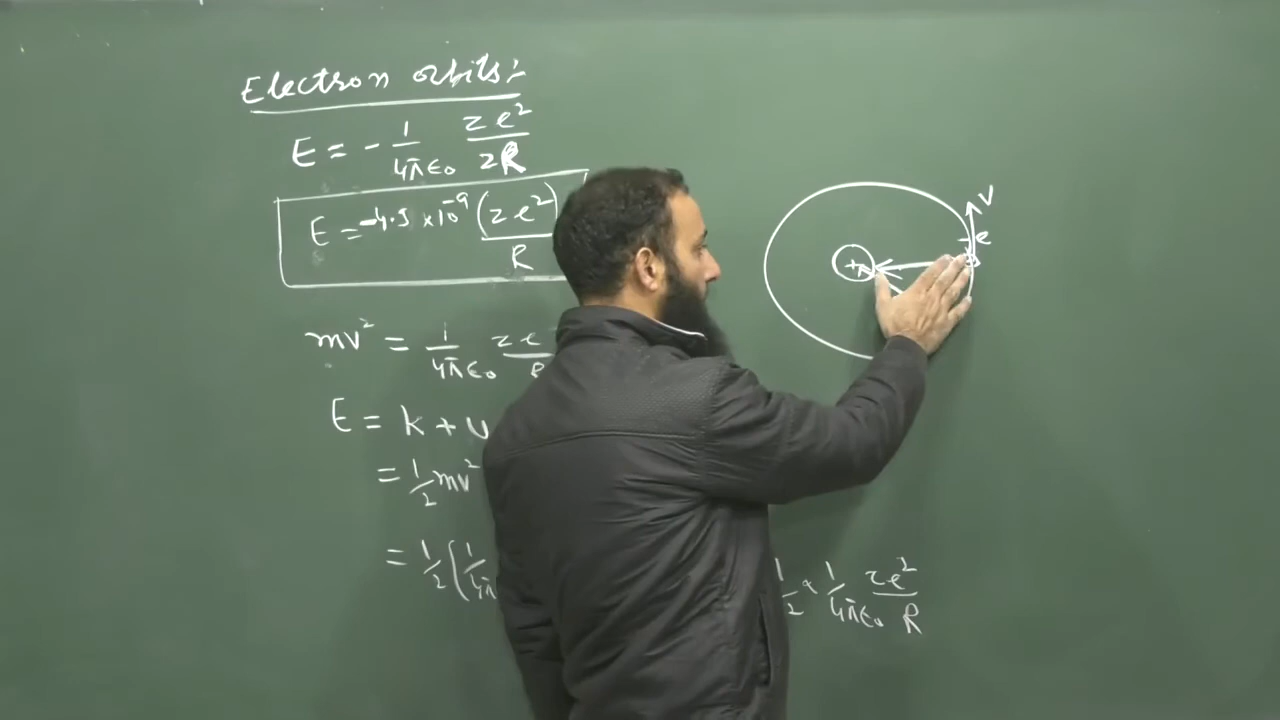 Electron orbits:-
E = - 1/4πϵ₀ ze²/2R
E = -4.5 × 10⁻⁹ (ze²)/R
mv² = 1/4πϵ₀ ze
E = K + U
= 1/2 mv²
= 1/2 (1/4π
1/2 × 1/4πϵ₀ ze²/R
V
-e
+